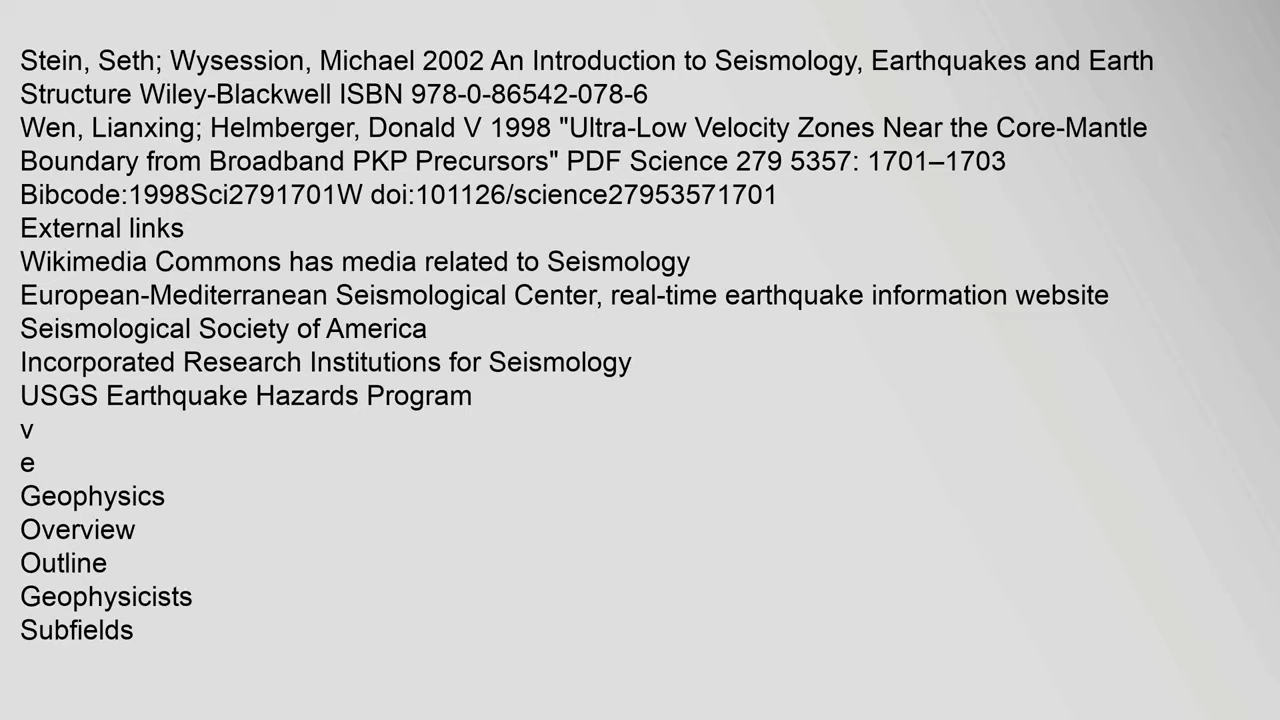 Stein, Seth; Wysession, Michael 2002 An Introduction to Seismology, Earthquakes and Earth
Structure Wiley-Blackwell ISBN 978-0-86542-078-6
Wen, Lianxing; Helmberger, Donald V 1998 "Ultra-Low Velocity Zones Near the Core-Mantle
Boundary from Broadband PKP Precursors" PDF Science 279 5357: 1701–1703
Bibcode:1998Sci2791701W doi:101126/science27953571701
External links
Wikimedia Commons has media related to Seismology
European-Mediterranean Seismological Center, real-time earthquake information website
Seismological Society of America
Incorporated Research Institutions for Seismology
USGS Earthquake Hazards Program
v
e
Geophysics
Overview
Outline
Geophysicists
Subfields